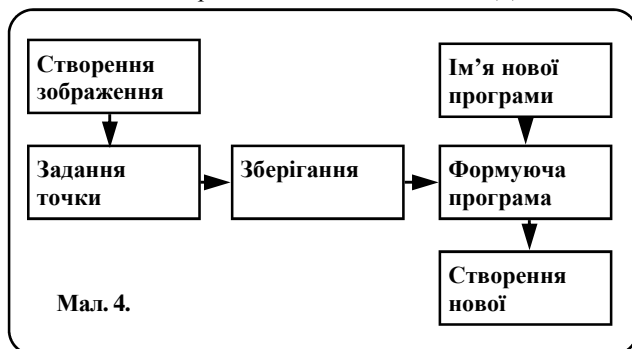 Створення
зображення
Ім’я нової
програми
Задання
точки
Зберігання
Формуюча
програма
Створення
нової
Мал. 4.